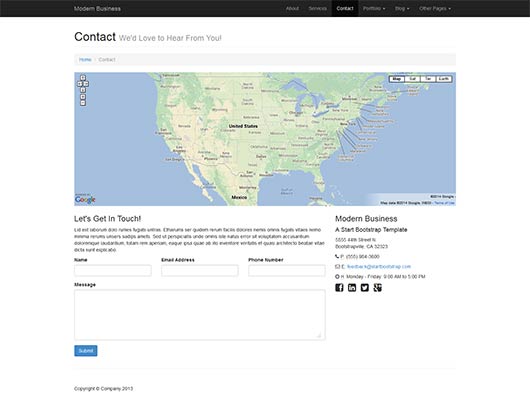 Modern Business
About Services Contact Portfolio Blog Other Pages
Contact We'd Love to Hear From You!
Home Contact
Map Sat Ter Earth
United States
Mexico
Google
©2014 Google
Map data ©2014 Google, INEGI - Terms of Use
Let's Get In Touch!
Lid est laborum dolo rumes fugats untras. Etharums ser quidem rerum facilis dolores nemis omnis fugats vitaes nemo
minima rerums unsers sadips amets. Sed ut perspiciatis unde omnis iste natus error sit voluptatem accusantium
doloremque laudantium, totam rem aperiam, eaque ipsa quae ab illo inventore veritatis et quasi architecto beatae vitae
dicta sunt explicabo.
Name Email Address Phone Number
Message
Submit
Modern Business
A Start Bootstrap Template
5555 44th Street N.
Bootstrapville, CA 32323
P: (555) 984-3600
E: feedback@startbootstrap.com
H: Monday - Friday: 9:00 AM to 5:00 PM
Copyright © Company 2013